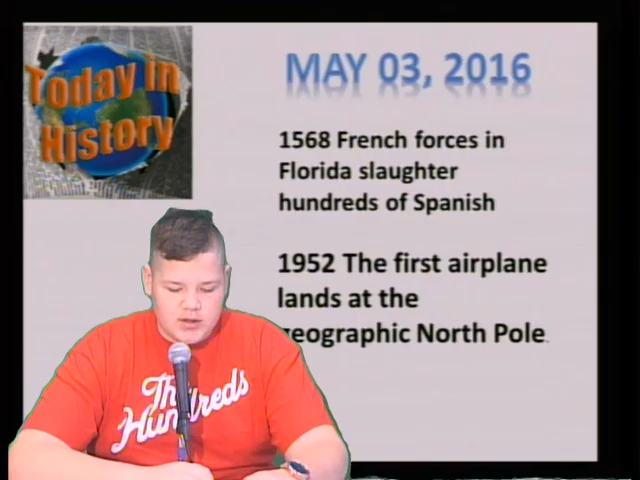 Today in
History
MAY 03, 2016
1568 French forces in
Florida slaughter
hundreds of Spanish
1952 The first airplane
lands at the
geographic North Pole.
The
Hundreds